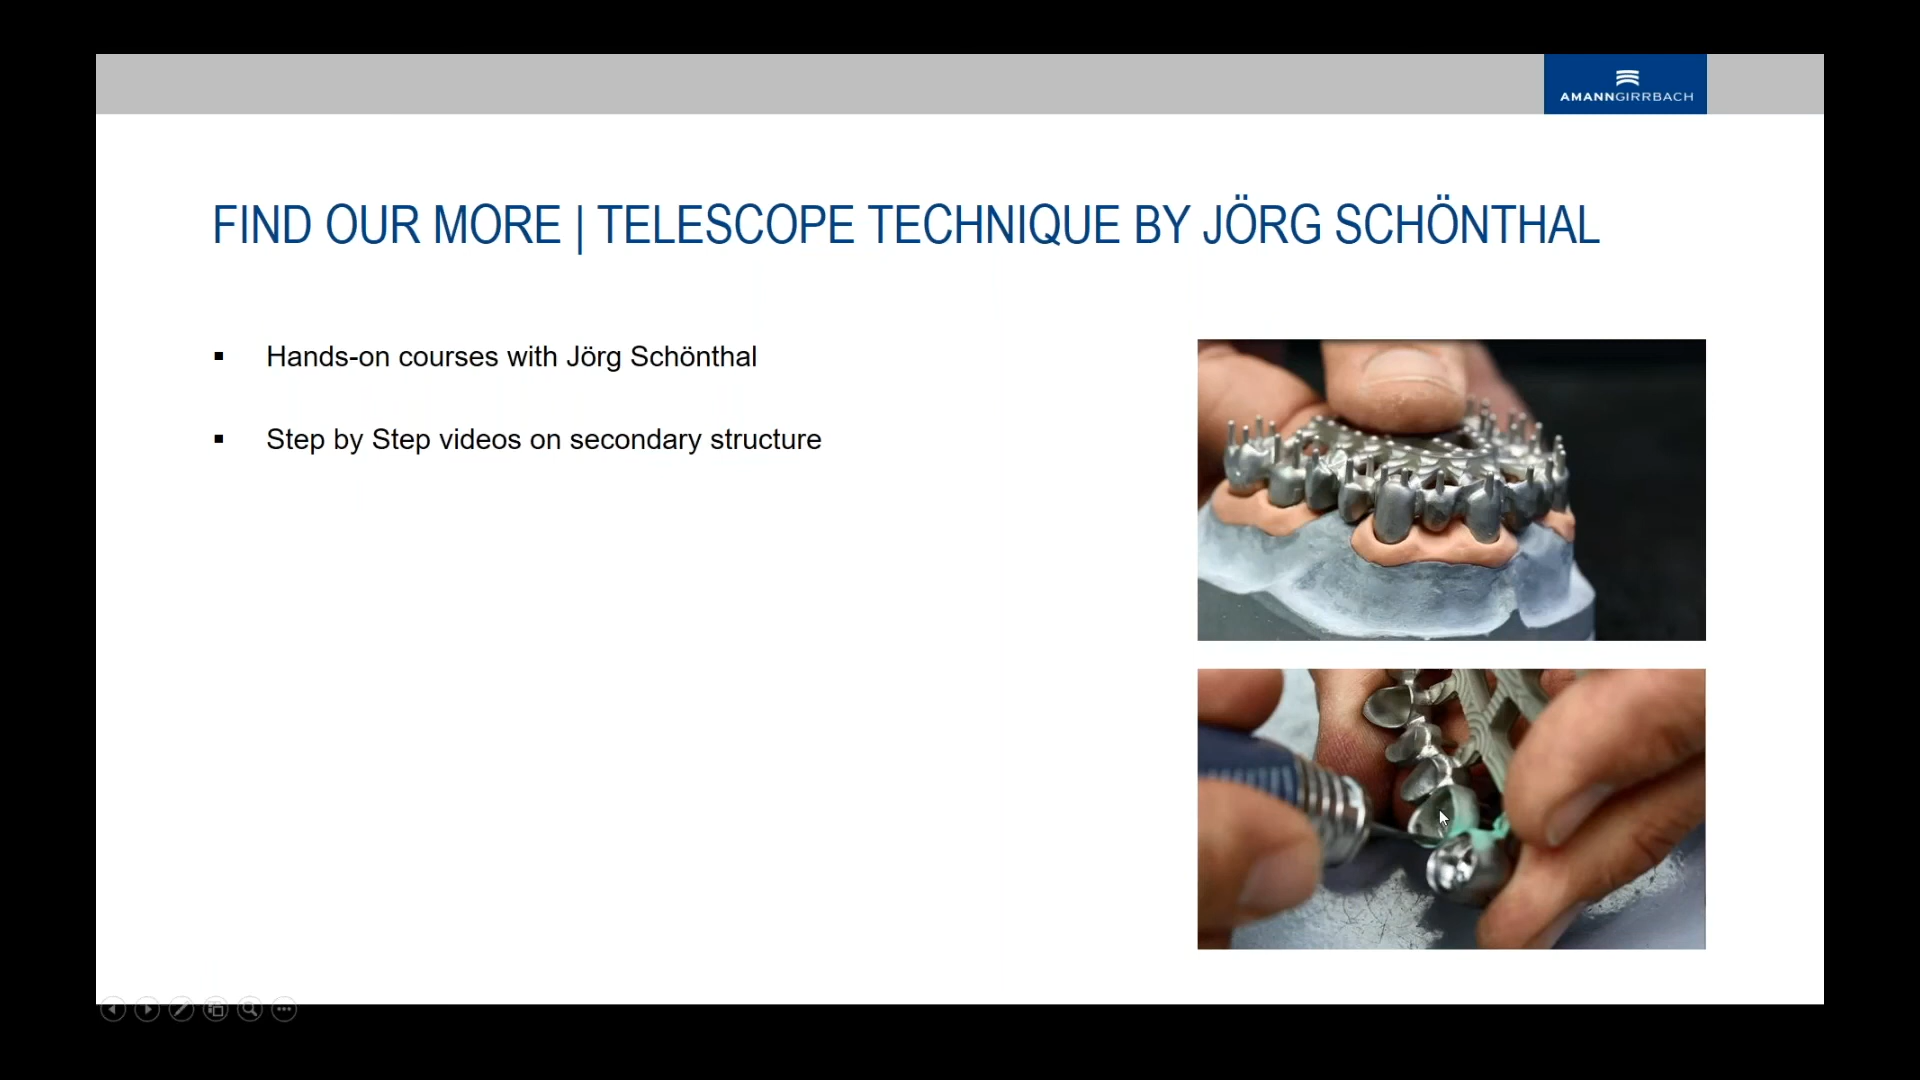 AMANNGIRRBACH
FIND OUR MORE | TELESCOPE TECHNIQUE BY JÖRG SCHÖNTHAL
Hands-on courses with Jörg Schönthal
Step by Step videos on secondary structure